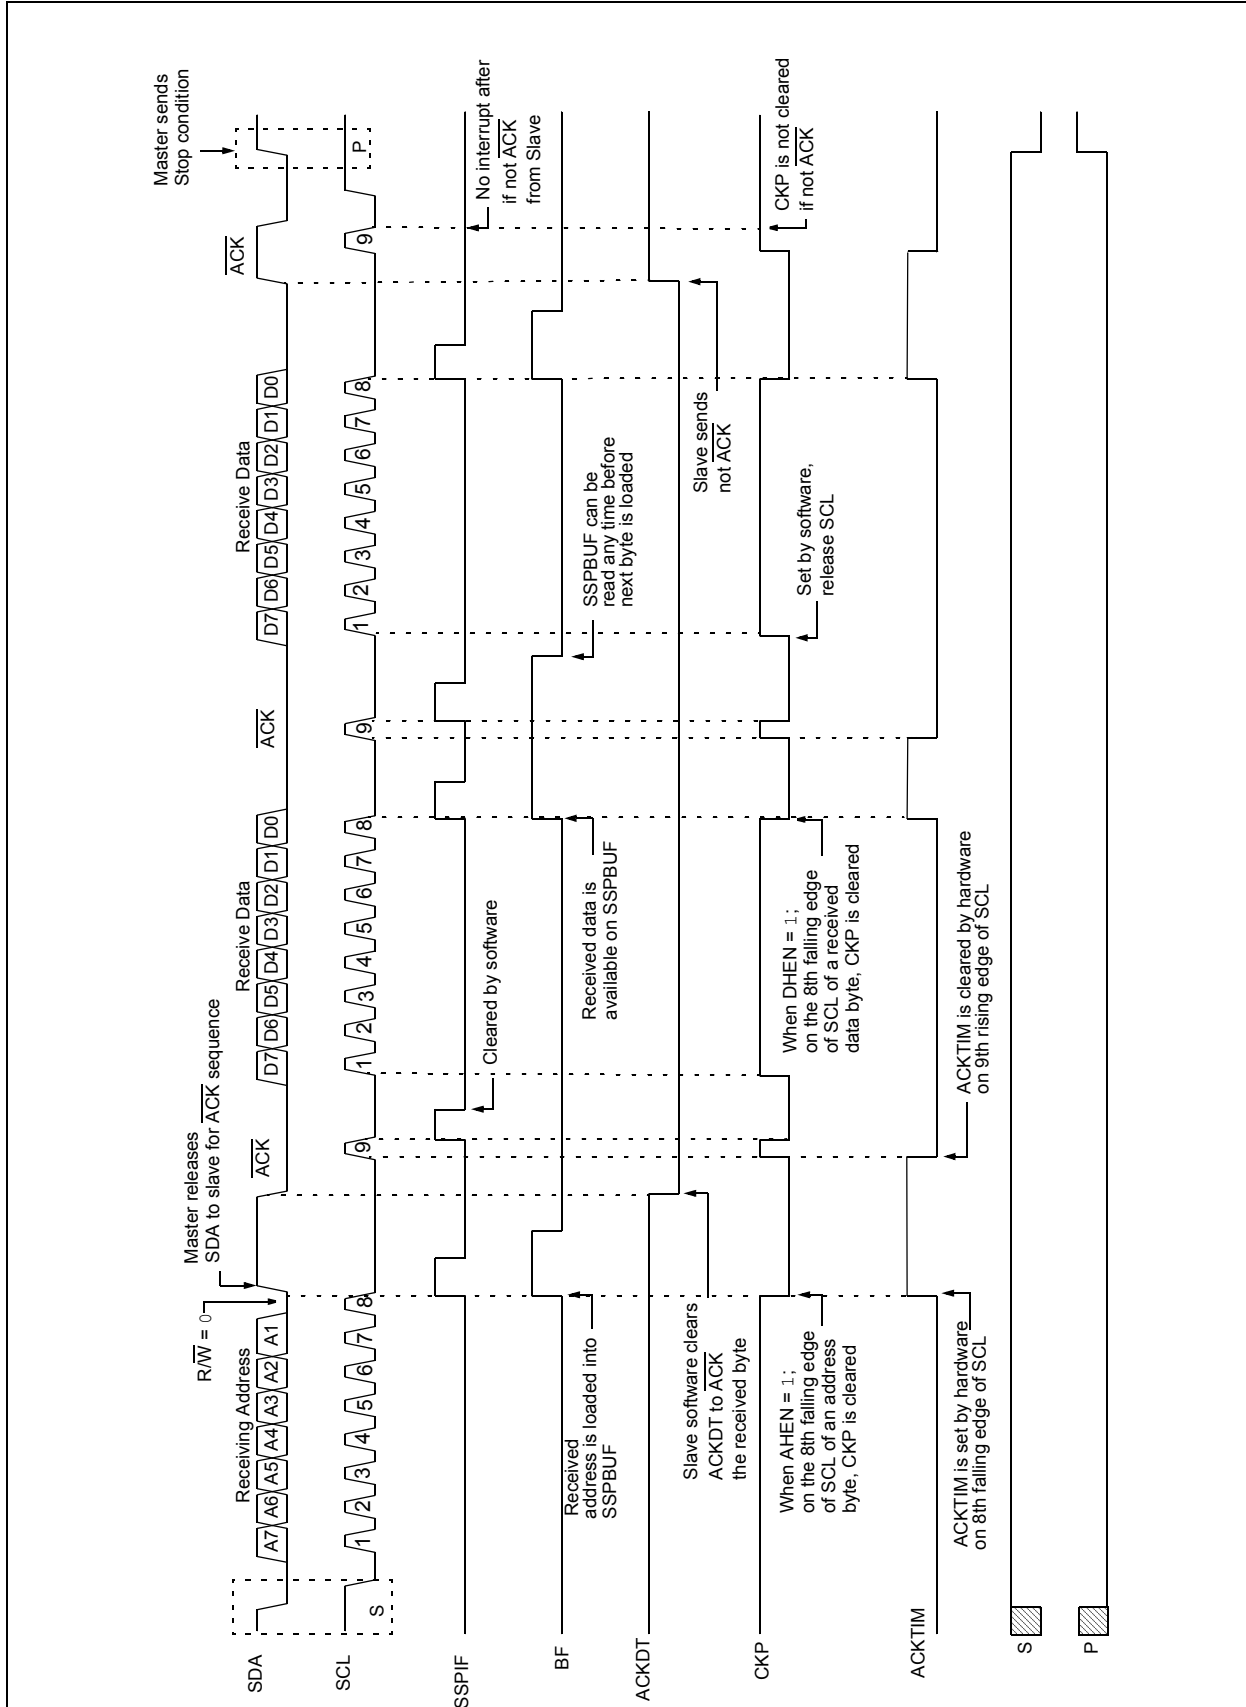 Master sends
Stop condition
Master releases
SDA to slave for ACK sequence
R/W = 0
Receiving Address
ACK
Receive Data
ACK
Receive Data
ACK
SDA
A7 A6 A5 A4 A3 A2 A1
D7 D6 D5 D4 D3 D2 D1 D0
D7 D6 D5 D4 D3 D2 D1 D0
SCL
S
1 2 3 4 5 6 7 8 9
1 2 3 4 5 6 7 8 9
1 2 3 4 5 6 7 8 9
P
SSPIF
Cleared by software
No interrupt after
if not ACK
from Slave
BF
Received
address is loaded into
SSPBUF
Received data is
available on SSPBUF
SSPBUF can be
read any time before
next byte is loaded
ACKDT
Slave software clears
ACKDT to ACK
the received byte
Slave sends
not ACK
CKP
When AHEN = 1;
on the 8th falling edge
of SCL of an address
byte, CKP is cleared
When DHEN = 1;
on the 8th falling edge
of SCL of a received
data byte, CKP is cleared
Set by software,
release SCL
CKP is not cleared
if not ACK
ACKTIM
ACKTIM is set by hardware
on 8th falling edge of SCL
ACKTIM is cleared by hardware
on 9th rising edge of SCL
S
P